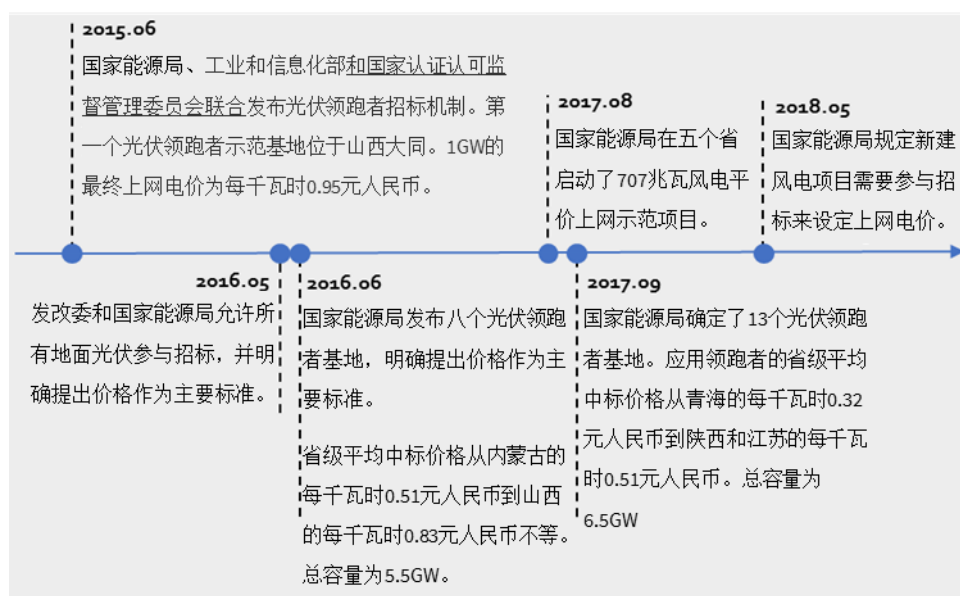 2015.06
国家能源局、工业和信息化部和国家认证认可监
督管理委员会联合发布光伏领跑者招标机制。第
一个光伏领跑者示范基地位于山西大同。1GW的
最终上网电价为每千瓦时0.95元人民币。
2017.08
国家能源局在五个省
启动了707兆瓦风电平
价上网示范项目。
2018.05
国家能源局规定新建
风电项目需要参与招
标来设定上网电价。
2016.05
发改委和国家能源局允许所
有地面光伏参与招标，并明
确提出价格作为主要标准。
2016.06
国家能源局发布八个光伏领跑
者基地，明确提出价格作为主
要标准。
省级平均中标价格从内蒙古的
每千瓦时0.51元人民币到山西
的每千瓦时0.83元人民币不等。
总容量为5.5GW。
2017.09
国家能源局确定了13个光伏领跑
者基地。应用领跑者的省级平均
中标价格从青海的每千瓦时0.32
元人民币到陕西和江苏的每千瓦
时0.51元人民币。总容量为
6.5GW